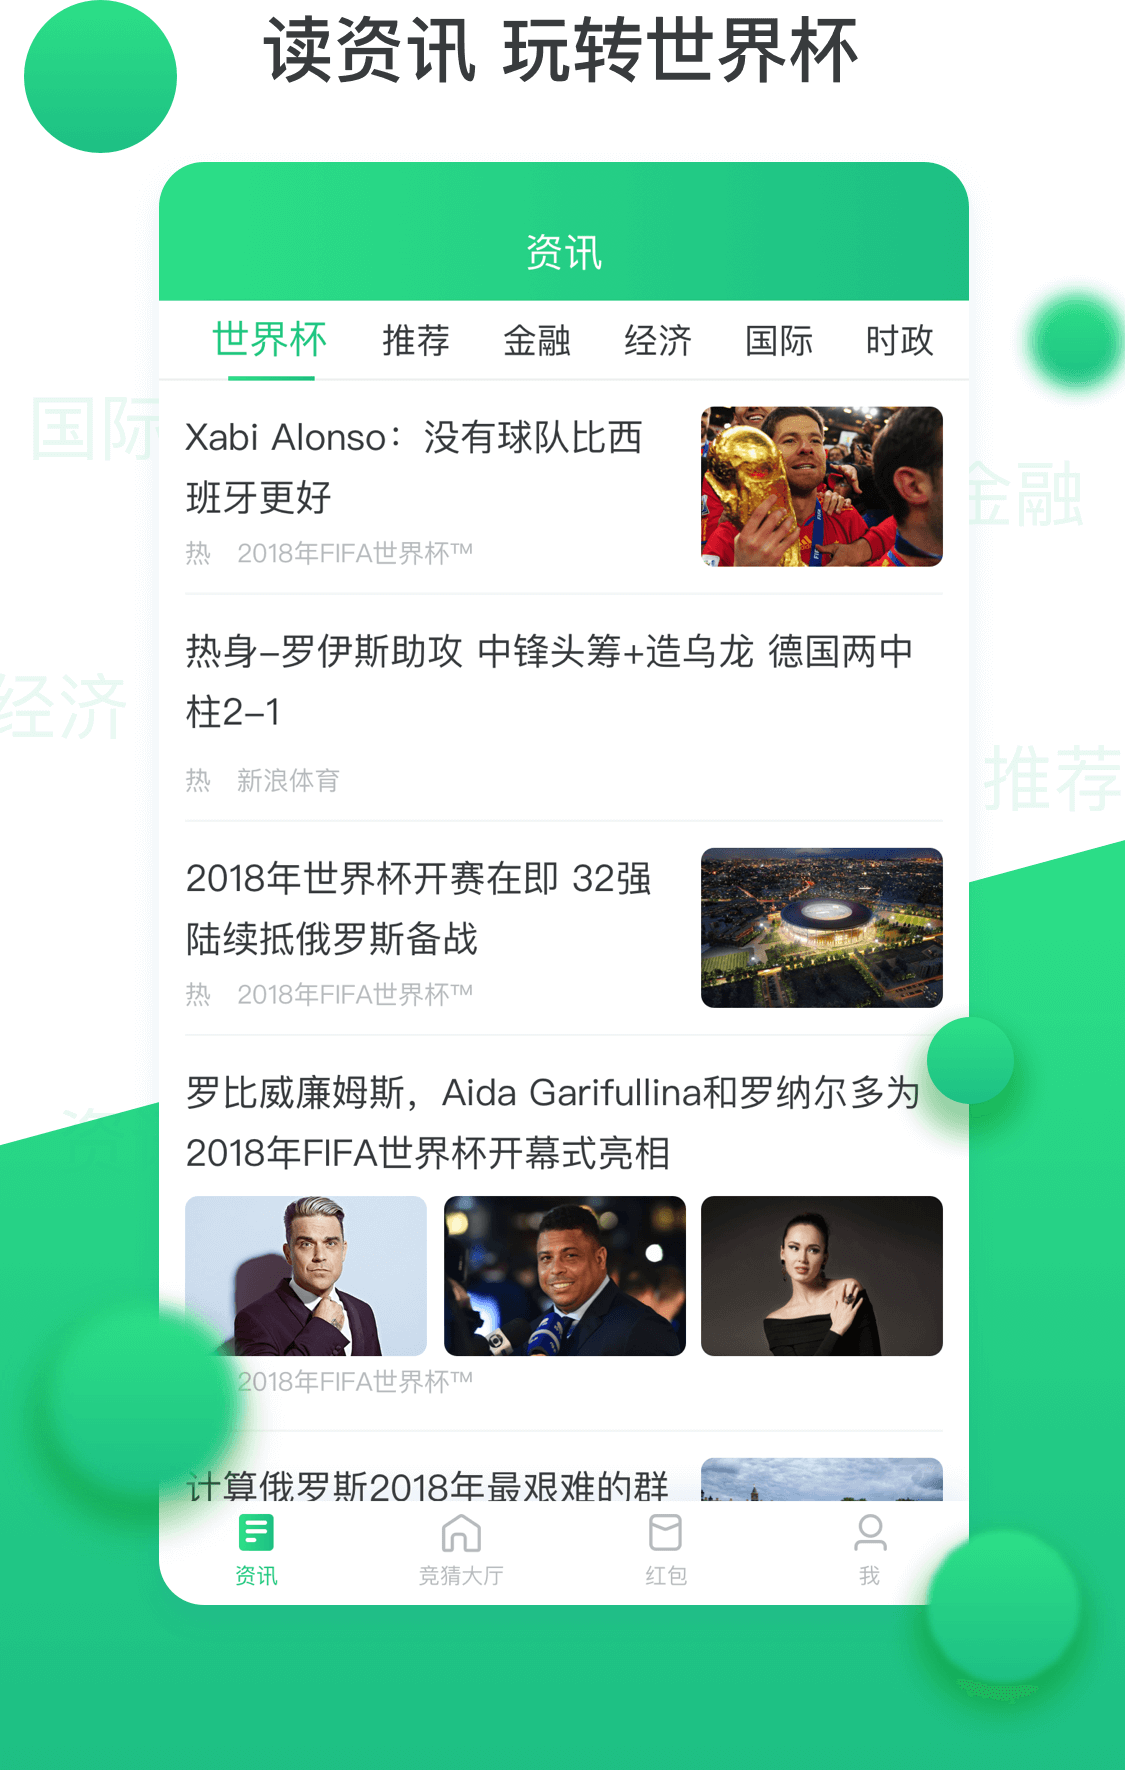 读资讯 玩转世界杯
资讯
世界杯 推荐 金融 经济 国际 时政
国际
金融
Xabi Alonso：没有球队比西
班牙更好
热 2018年FIFA世界杯™
热身-罗伊斯助攻 中锋头筹+造乌龙 德国两中
柱2-1
经济
推荐
热 新浪体育
2018年世界杯开赛在即 32强
陆续抵俄罗斯备战
热 2018年FIFA世界杯™
罗比威廉姆斯，Aida Garifullina和罗纳尔多为
2018年FIFA世界杯开幕式亮相
2018年FIFA世界杯™
计算俄罗斯2018年最艰难的群
资讯 竞猜大厅 红包 我